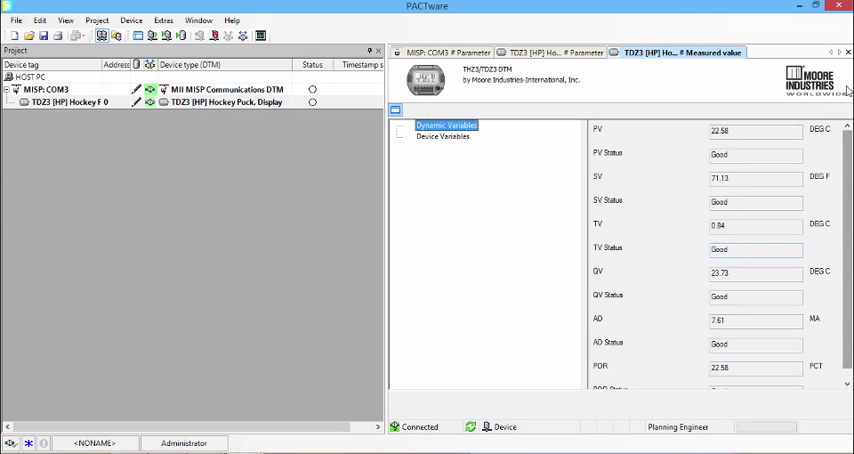 PACTware
File Edit View Project Device Extras Window Help
Project
Device tag Address Device type (DTM) Status Timestamp s
HOST PC
MISP: COM3 MII MISP Communications DTM
TDZ3 [HP] Hockey F 0 TDZ3 [HP] Hockey Puck. Display
MISP: COM3 # Parameter TDZ3 [HP] Ho... # Parameter TDZ3 [HP] Ho... # Measured value
THZ3/TDZ3 DTM
by Moore Industries-International, Inc.
MOORE
INDUSTRIES
WORLDWIDE
Dynamic Variables
Device Variables
PV 22.58 DEG C
PV Status Good
SV 71.13 DEG F
SV Status Good
TV 0.84 DEG C
TV Status Good
QV 23.73 DEG C
QV Status Good
AO 7.61 MA
AO Status Good
POR 22.58 PCT
Connected Device Planning Engineer
<NONAME> Administrator